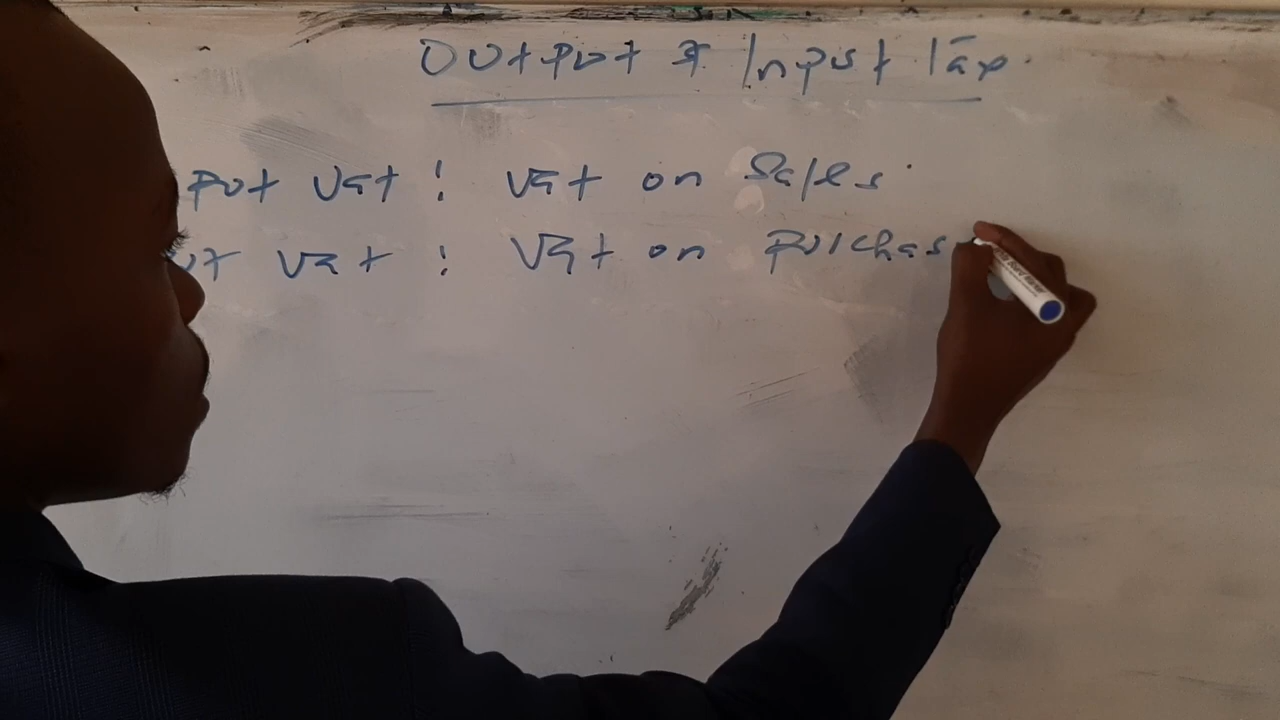 Output & Input Tax.
put Vat : Vat on Sales
ut Vat : Vat on purchas